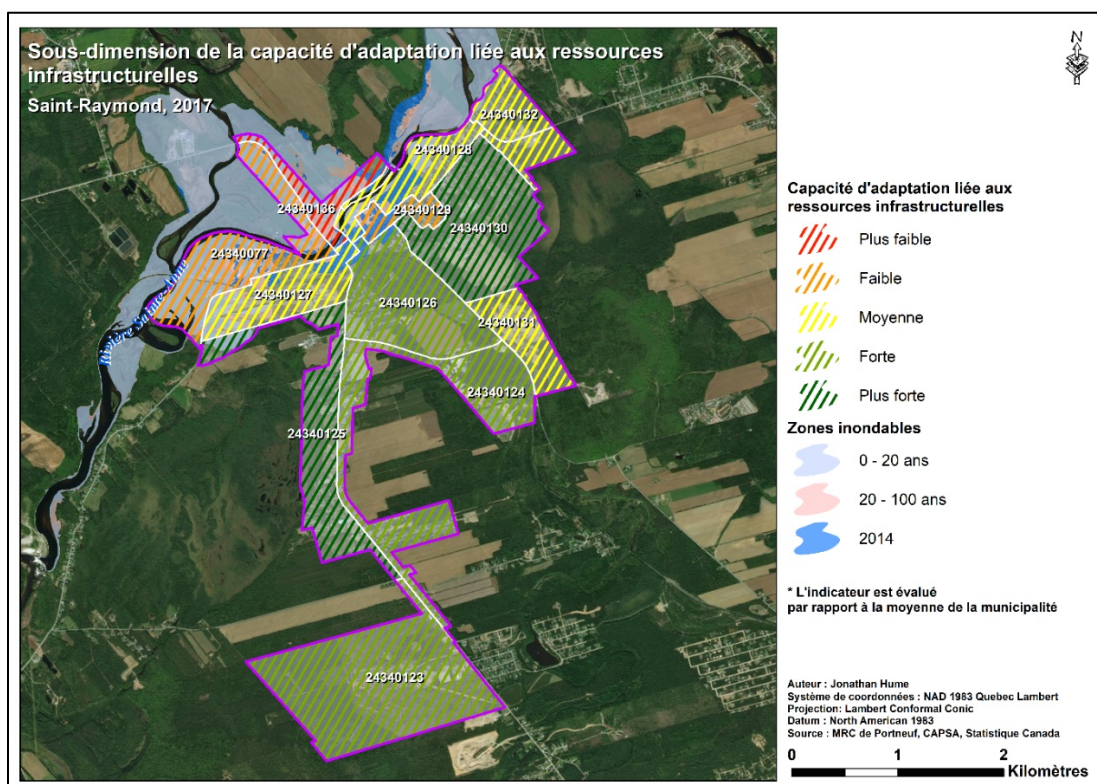 Sous-dimension de la capacité d'adaptation liée aux ressources
infrastructurelles
Saint-Raymond, 2017
N
24340132
24340128
24340129
24340136
24340130
24340077
24340126
24340127
24340131
Rivière Sainte-Anne
24340124
24340125
24340123
Capacité d'adaptation liée aux
ressources infrastructurelles
Plus faible
Faible
Moyenne
Forte
Plus forte
Zones inondables
0 - 20 ans
20 - 100 ans
2014
* L'indicateur est évalué
par rapport à la moyenne de la municipalité
Auteur : Jonathan Hume
Système de coordonnées : NAD 1983 Quebec Lambert
Projection: Lambert Conformal Conic
Datum : North American 1983
Source : MRC de Portneuf, CAPSA, Statistique Canada
0 1 2
Kilomètres